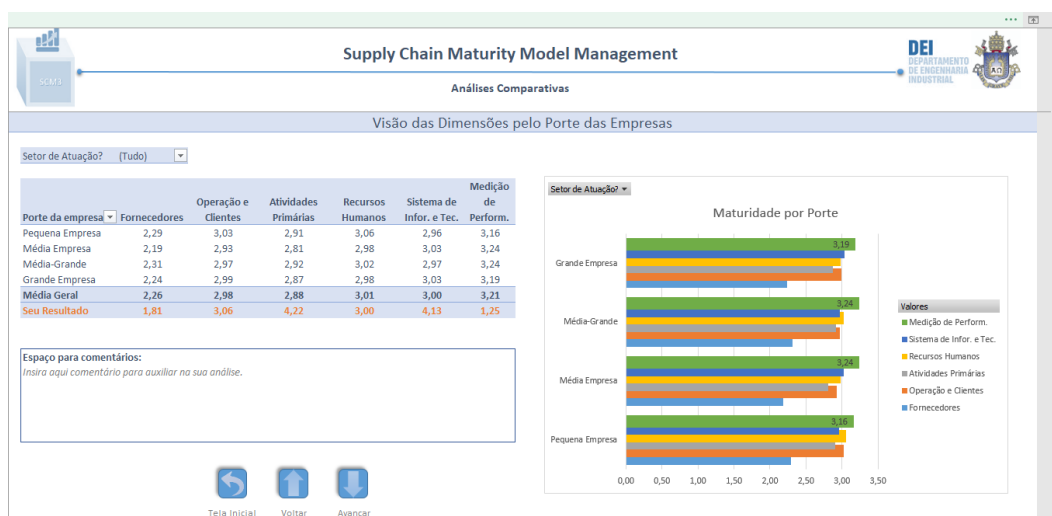 SCM3
Supply Chain Maturity Model Management
Análises Comparativas
DEI
DEPARTAMENTO
DE ENGENHARIA
INDUSTRIAL
ΑΩ
Visão das Dimensões pelo Porte das Empresas
Setor de Atuação? (Tudo)
Porte da empresa Fornecedores Operação e Clientes Atividades Primárias Recursos Humanos Sistema de Infor. e Tec. Medição de Perform.
Pequena Empresa 2,29 3,03 2,91 3,06 2,96 3,16
Média Empresa 2,19 2,93 2,81 2,98 3,03 3,24
Média-Grande 2,31 2,97 2,92 3,02 2,97 3,24
Grande Empresa 2,24 2,99 2,87 2,98 3,03 3,19
Média Geral 2,26 2,98 2,88 3,01 3,00 3,21
Seu Resultado 1,81 3,06 4,22 3,00 4,13 1,25
Espaço para comentários:
Insira aqui comentário para auxiliar na sua análise.
Tela Inicial Voltar Avançar
Setor de Atuação?
Maturidade por Porte
Grande Empresa 3,19
Média-Grande 3,24
Média Empresa 3,24
Pequena Empresa 3,16
0,00 0,50 1,00 1,50 2,00 2,50 3,00 3,50
Valores
Medição de Perform.
Sistema de Infor. e Tec.
Recursos Humanos
Atividades Primárias
Operação e Clientes
Fornecedores